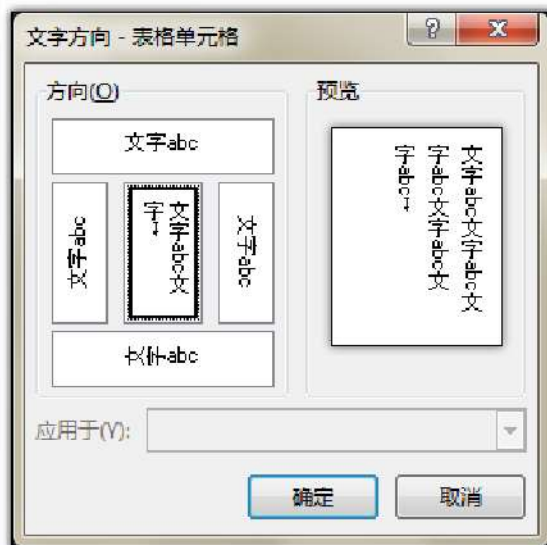 文字方向 - 表格单元格
方向(O)
文字abc
文字abc
文字abc文
字
文字abc
文字abc
预览
文字abc文字abc文
字abc文字abc文
字abc
应用于(Y):
确定
取消